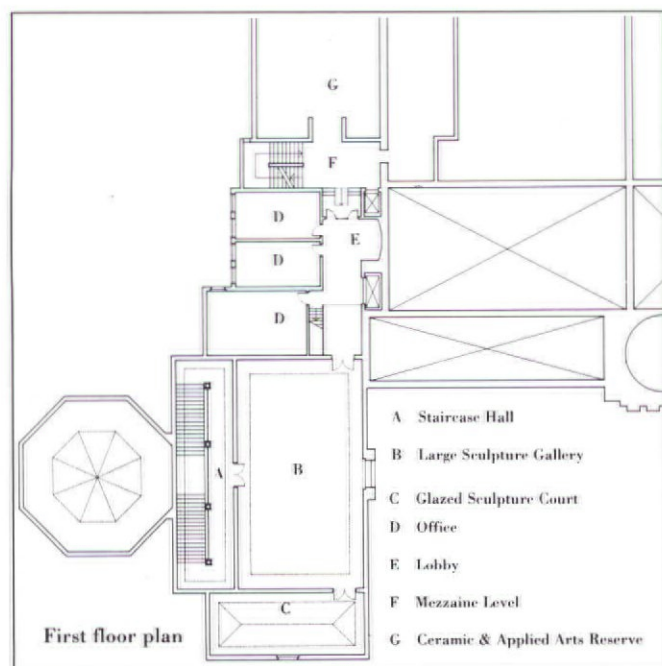 G
F
D
E
D
D
A
B
C
First floor plan
A Staircase Hall
B Large Sculpture Gallery
C Glazed Sculpture Court
D Office
E Lobby
F Mezzaine Level
G Ceramic & Applied Arts Reserve